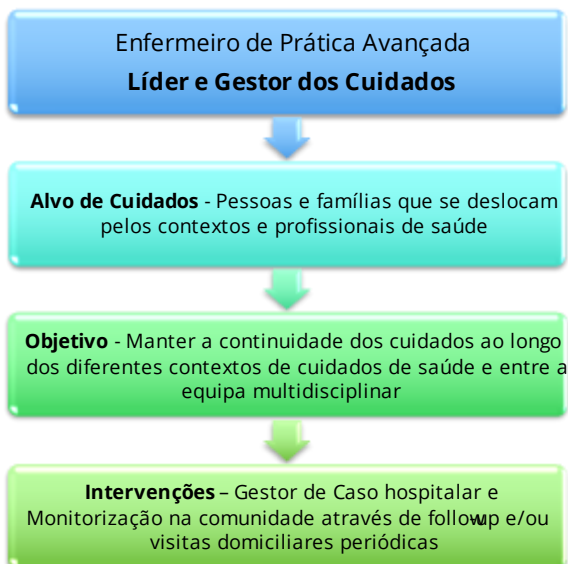 Enfermeiro de Prática Avançada
Líder e Gestor dos Cuidados
Alvo de Cuidados - Pessoas e famílias que se deslocam
pelos contextos e profissionais de saúde
Objetivo - Manter a continuidade dos cuidados ao longo
dos diferentes contextos de cuidados de saúde e entre a
equipa multidisciplinar
Intervenções – Gestor de Caso hospitalar e
Monitorização na comunidade através de follow-up e/ou
visitas domiciliares periódicas